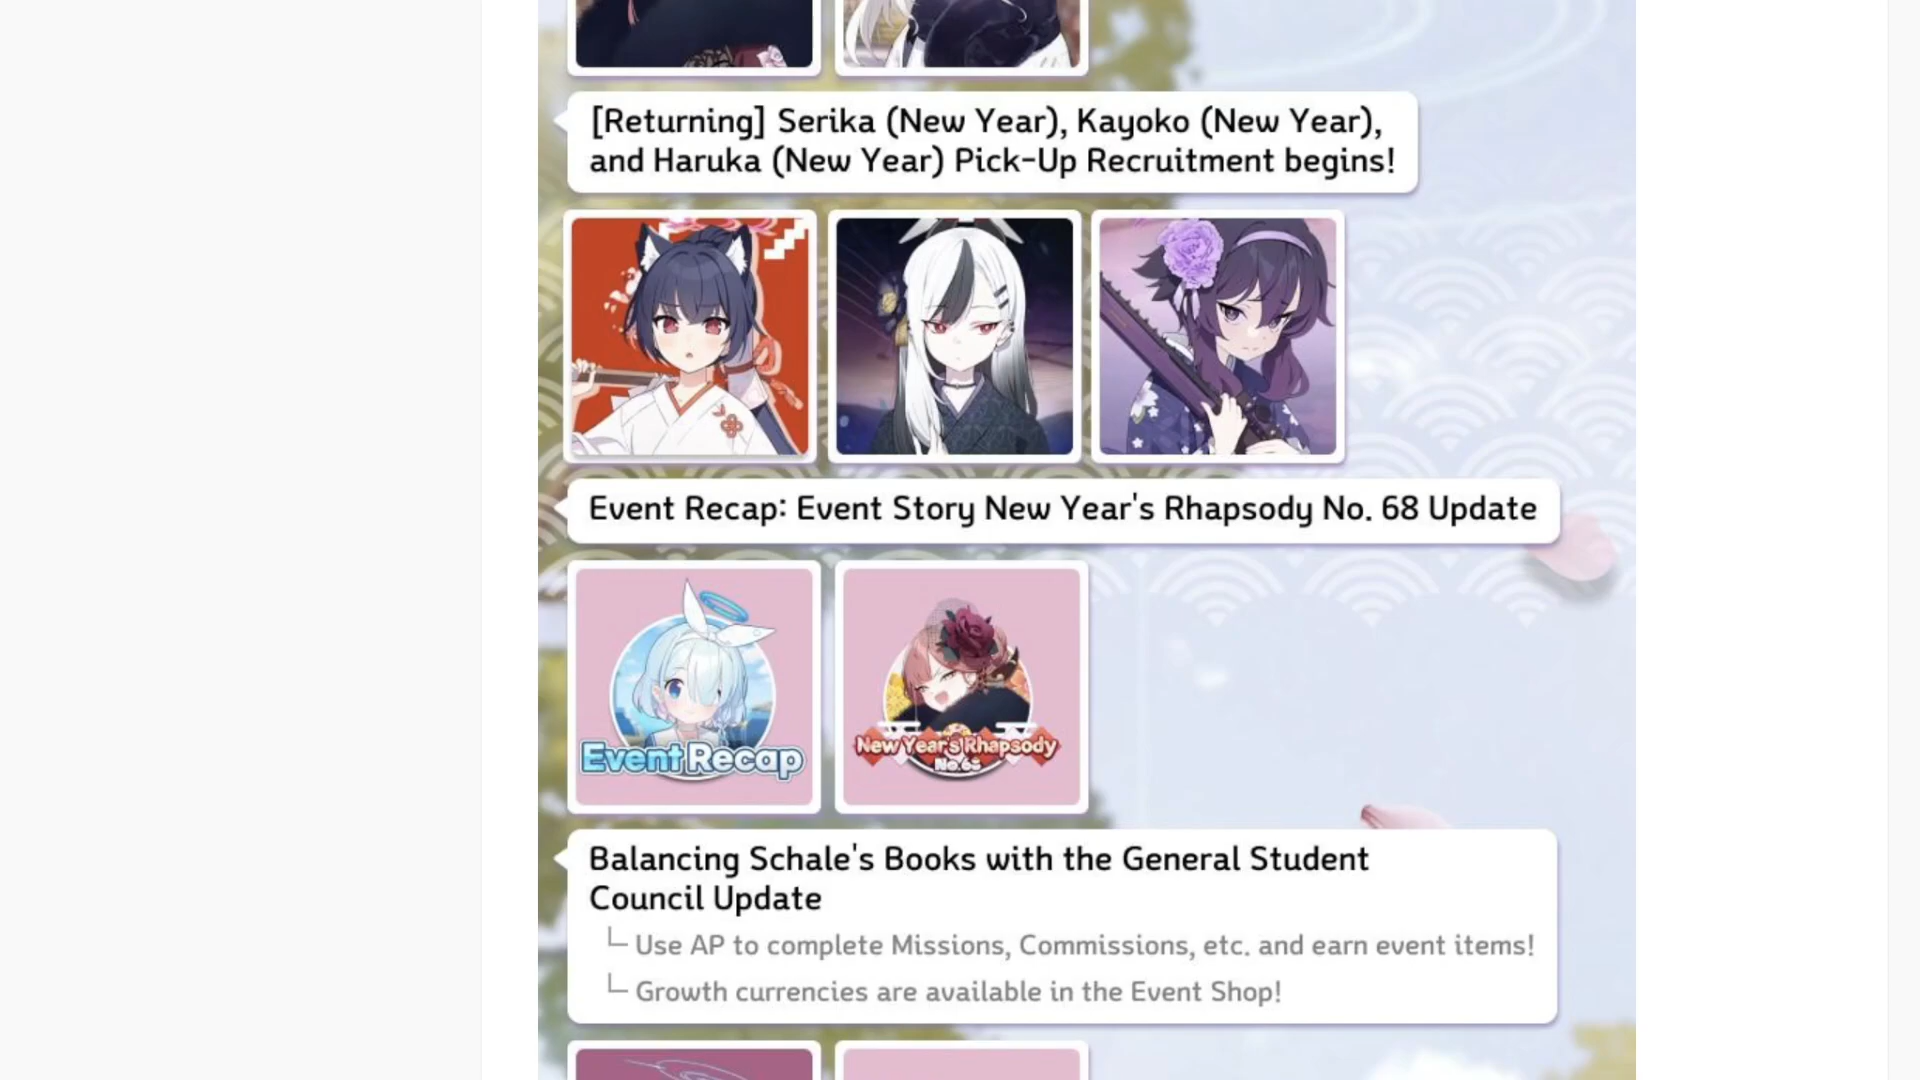 [Returning] Serika (New Year), Kayoko (New Year),
and Haruka (New Year) Pick-Up Recruitment begins!
Event Recap: Event Story New Year's Rhapsody No. 68 Update
Event Recap
New Year's Rhapsody
No.68
Balancing Schale's Books with the General Student
Council Update
Use AP to complete Missions, Commissions, etc. and earn event items!
Growth currencies are available in the Event Shop!